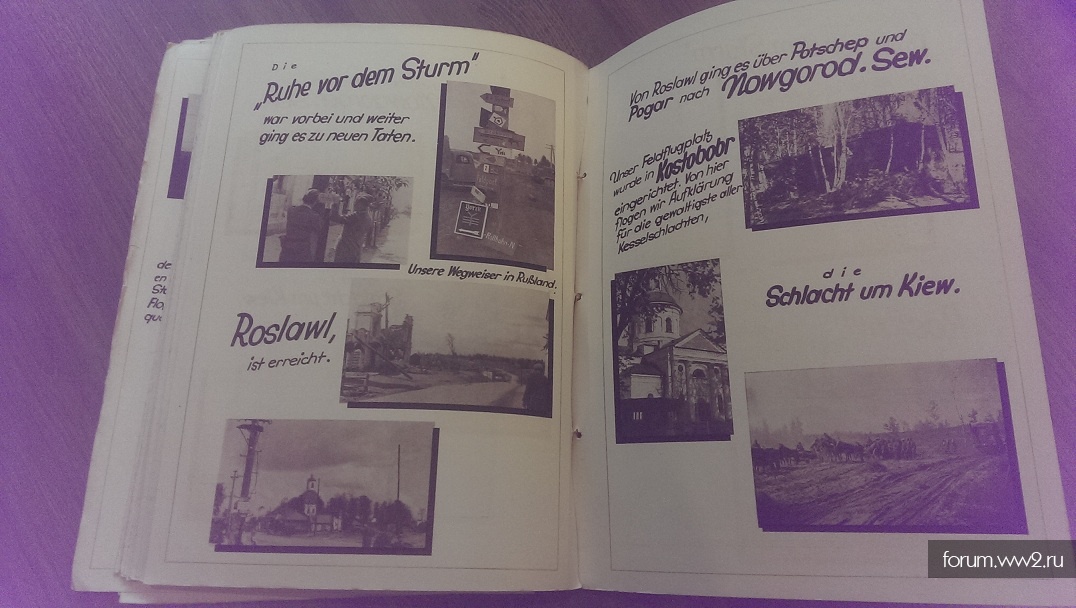 Die
„Ruhe vor dem Sturm"
war vorbei und weiter
ging es zu neuen Taten.
Unsere Wegweiser in Rußland.
Roslawl,
ist erreicht.
Von Roslawl ging es über Potschep und
Pogar nach Nowgorod. Sew.
Unser Feldflugplatz
wurde in Kostobobr
eingerichtet. Von hier
flogen wir Aufklärung
für die gewaltigste aller
Kesselschlachten,
die
Schlacht um Kiew.
forum.ww2.ru